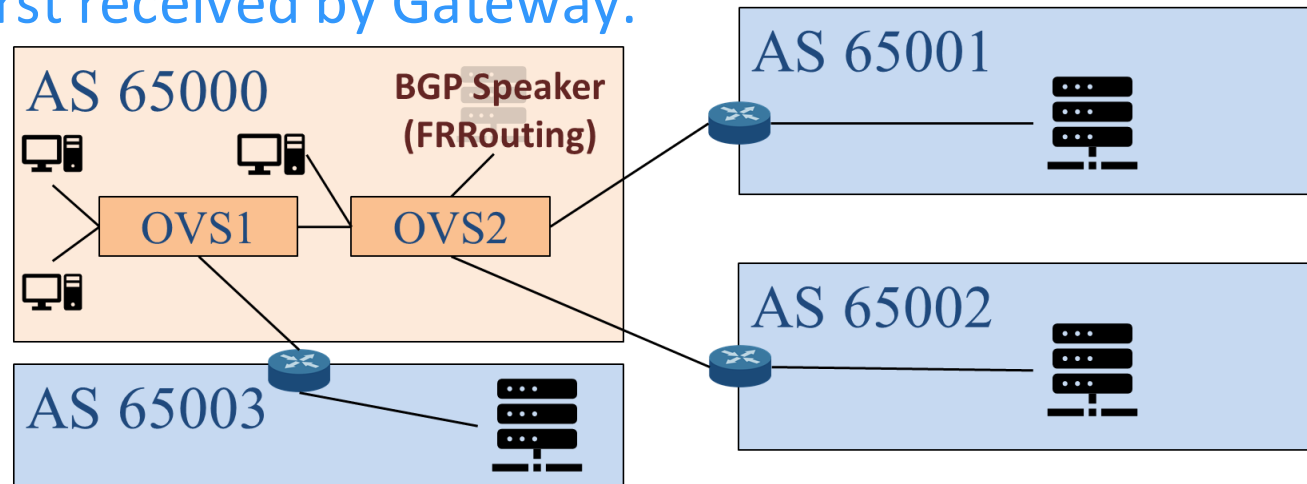 rst received by Gateway.
AS 65000
BGP Speaker
(FRRouting)
OVS1
OVS2
AS 65001
AS 65002
AS 65003